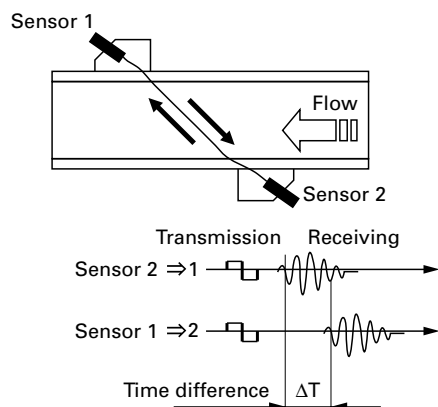 Sensor 1
Flow
Sensor 2
Transmission Receiving
Sensor 2 ⇒1
Sensor 1 ⇒2
Time difference ΔT